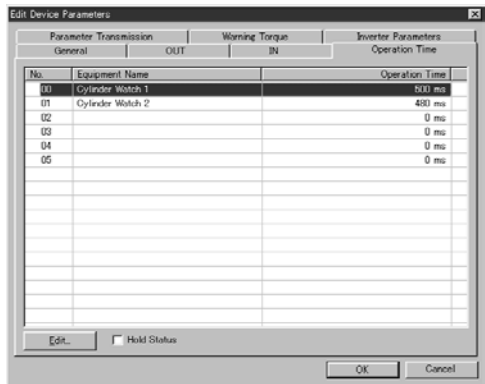 Edit Device Parameters
Parameter Transmission Warning Torque Inverter Parameters
General OUT IN Operation Time
No. Equipment Name Operation Time
00 Cylinder Watch 1 500 ms
01 Cylinder Watch 2 480 ms
02 0 ms
03 0 ms
04 0 ms
05 0 ms
Edit... Hold Status
OK Cancel